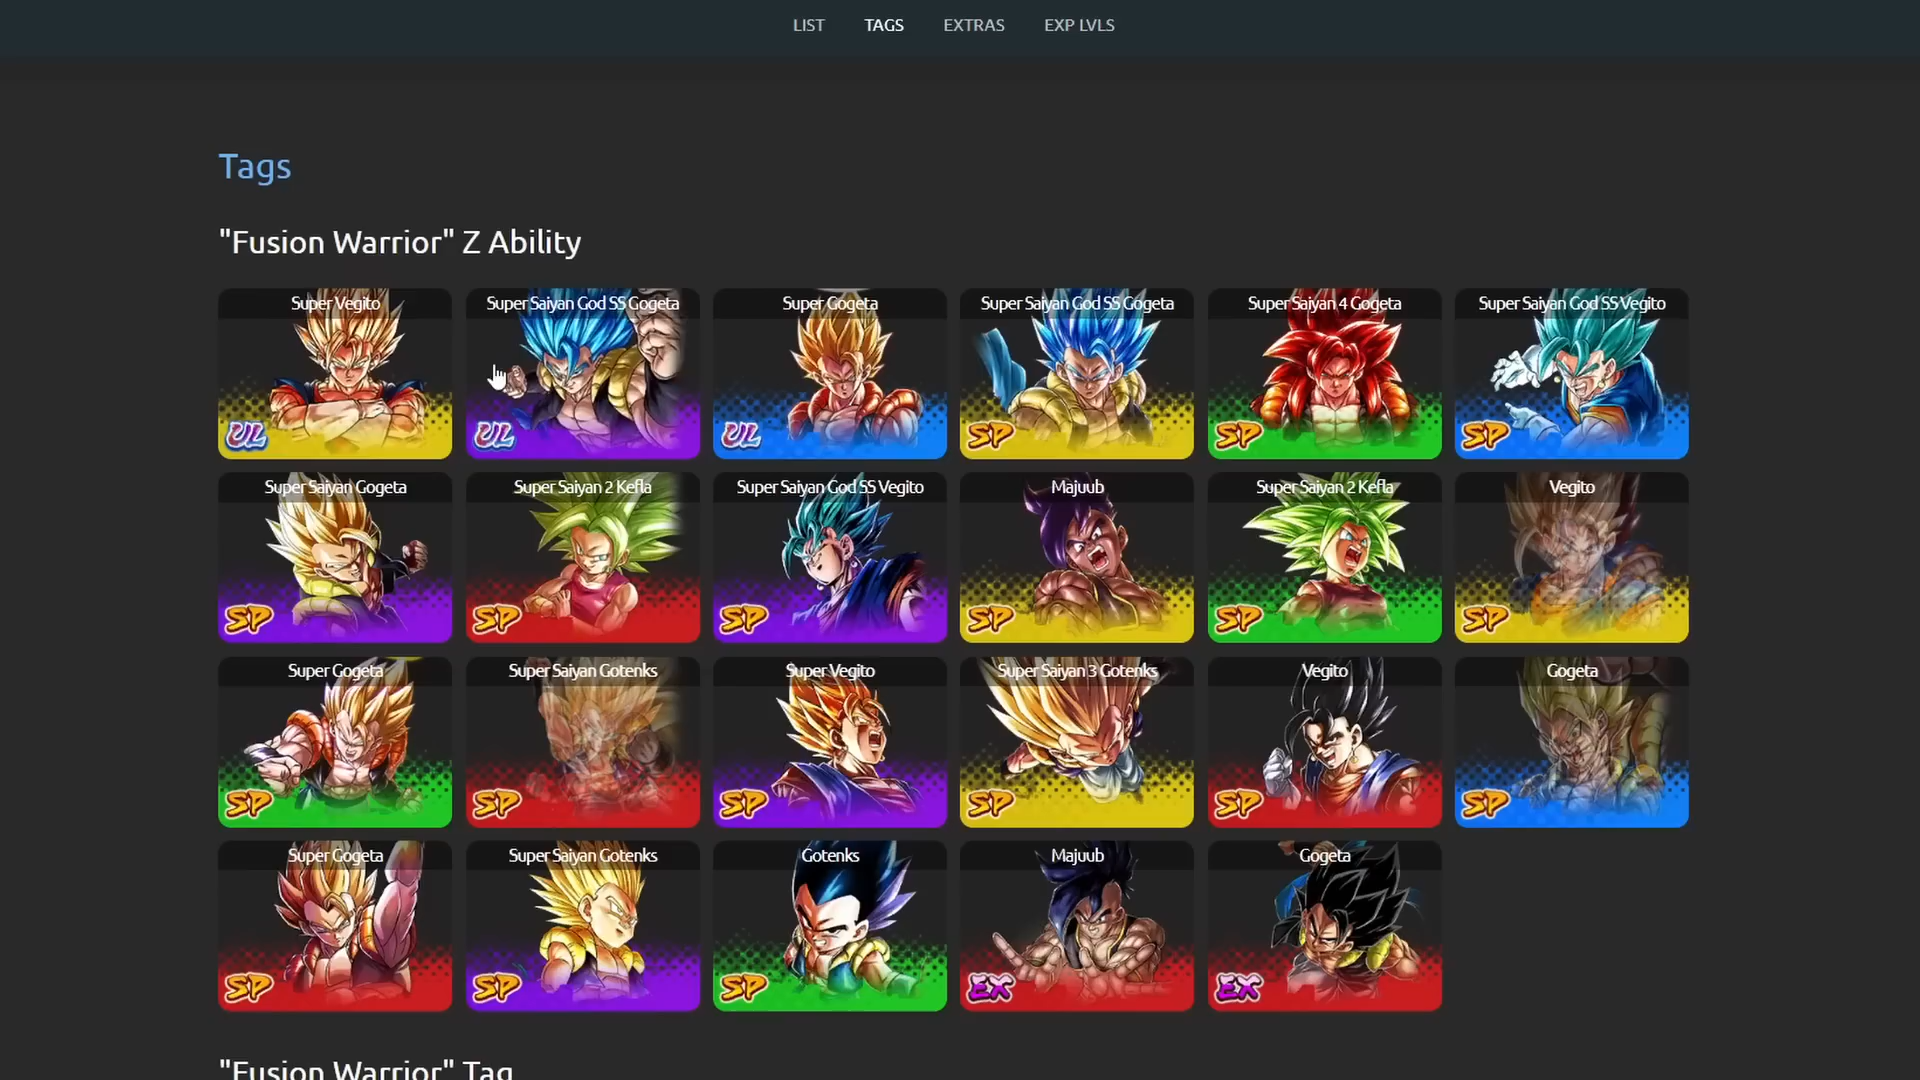 LIST TAGS EXTRAS EXP LVLS
Tags
"Fusion Warrior" Z Ability
Super Vegito
Super Saiyan God SS Gogeta
Super Gogeta
Super Saiyan God SS Gogeta
Super Saiyan 4 Gogeta
Super Saiyan God SS Vegito
UL
UL
UL
SP
SP
SP
Super Saiyan Gogeta
Super Saiyan 2 Kefla
Super Saiyan God SS Vegito
Majuub
Super Saiyan 2 Kefla
Vegito
SP
SP
SP
SP
SP
SP
Super Gogeta
Super Saiyan Gotenks
Super Vegito
Super Saiyan 3 Gotenks
Vegito
Gogeta
SP
SP
SP
SP
SP
SP
Super Gogeta
Super Saiyan Gotenks
Gotenks
Majuub
Gogeta
SP
SP
SP
EX
EX
"Fusion Warrior" Tag